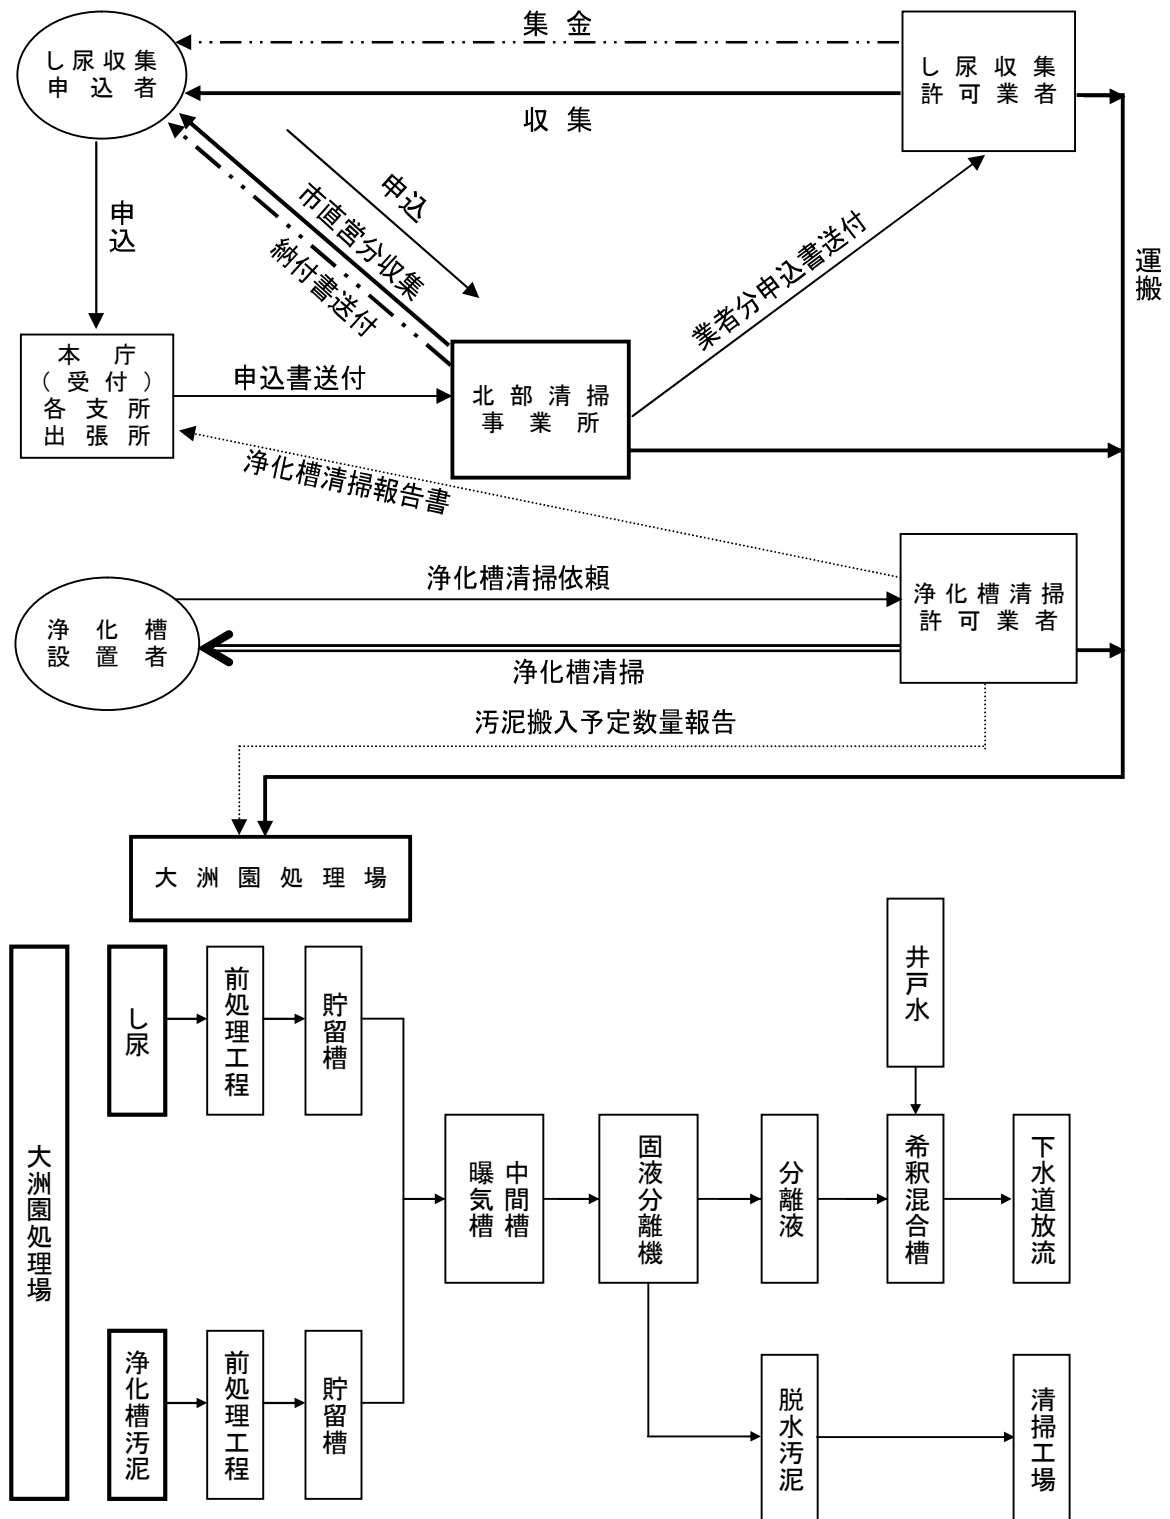 集金
し尿収集
申込者
し尿収集
許可業者
収集
申込
市直営分収集
納付書送付
申込
業者分申込書送付
運搬
本庁
(受付)
各支所
出張所
申込書送付
北部清掃
事業所
浄化槽清掃報告書
浄化槽清掃依頼
浄化槽清掃
許可業者
浄化槽
設置者
浄化槽清掃
汚泥搬入予定数量報告
大洲園処理場
大洲園処理場
し尿
前処理工程
貯留槽
井戸水
中間槽
曝気槽
固液分離機
分離液
希釈混合槽
下水道放流
浄化槽汚泥
前処理工程
貯留槽
脱水汚泥
清掃工場